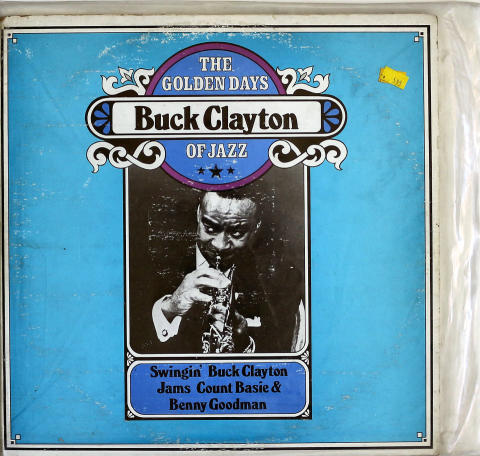 THE
GOLDEN DAYS
Buck Clayton
OF JAZZ
Swingin' Buck Clayton
Jams Count Basie &
Benny Goodman